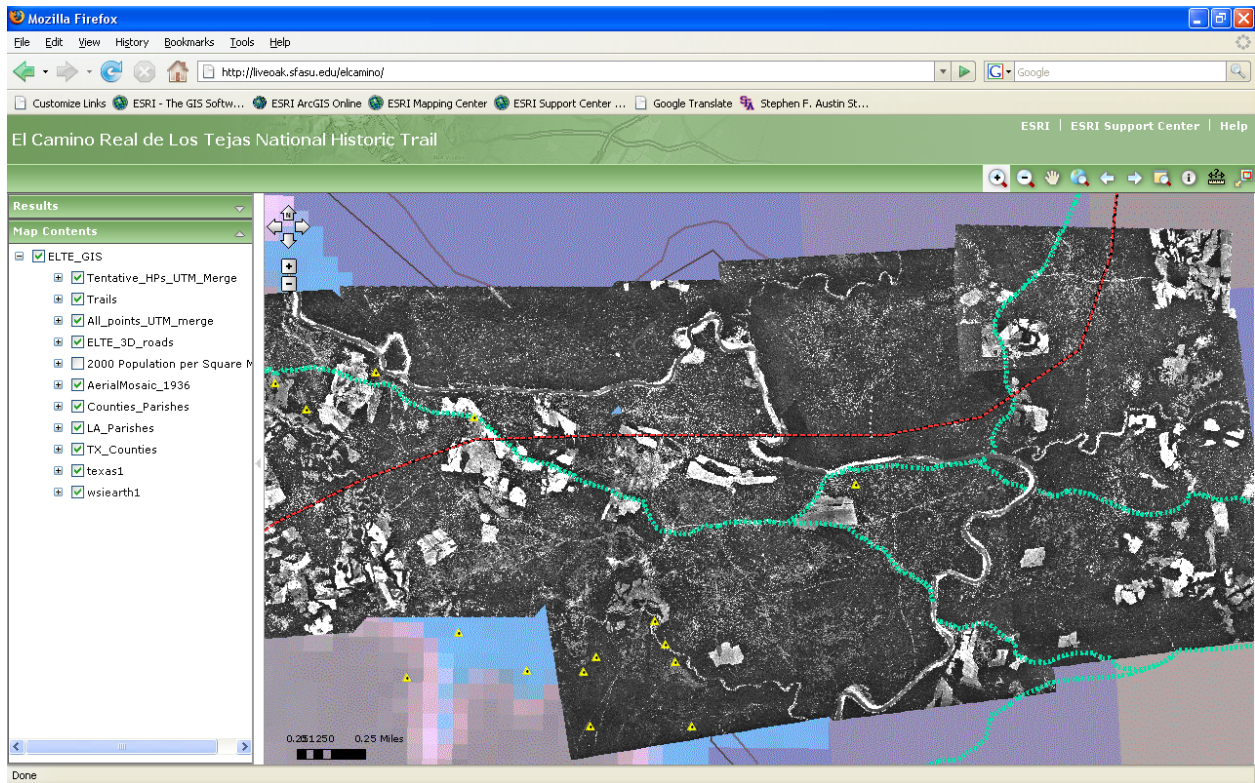 Mozilla Firefox
File Edit View History Bookmarks Tools Help
http://liveoak.sfasu.edu/elcamino/
G Google
Customize Links ESRI - The GIS Softw... ESRI ArcGIS Online ESRI Mapping Center ESRI Support Center ... Google Translate Stephen F. Austin St...
ESRI | ESRI Support Center | Help
El Camino Real de Los Tejas National Historic Trail
Results
Map Contents
N
ELTE_GIS
Tentative_HPs_UTM_Merge
Trails
All_points_UTM_merge
ELTE_3D_roads
2000 Population per Square M
AerialMosaic_1936
Counties_Parishes
LA_Parishes
TX_Counties
texas1
wsiearth1
0.25 Miles
Done